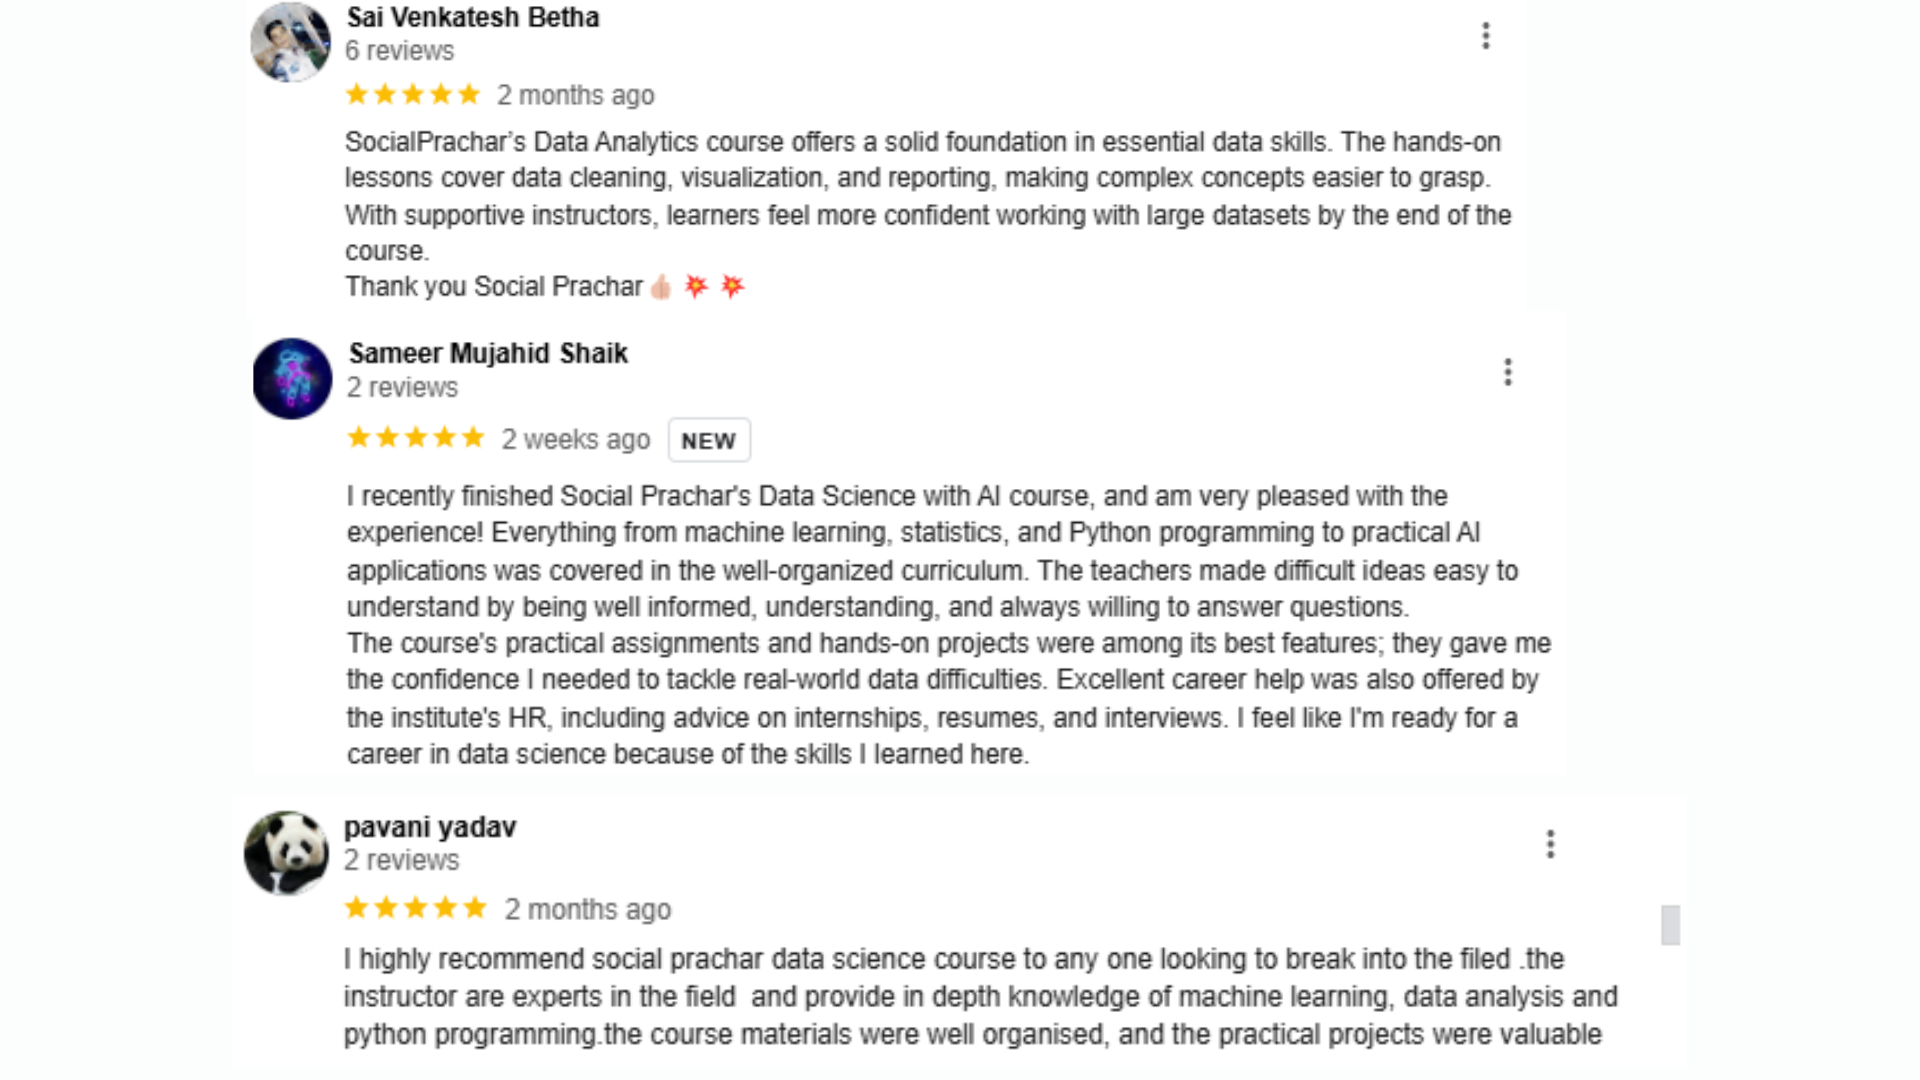 Sai Venkatesh Betha
6 reviews
2 months ago
SocialPrachar’s Data Analytics course offers a solid foundation in essential data skills. The hands-on
lessons cover data cleaning, visualization, and reporting, making complex concepts easier to grasp.
With supportive instructors, learners feel more confident working with large datasets by the end of the
course.
Thank you Social Prachar👍🏻 💥 💥
Sameer Mujahid Shaik
2 reviews
2 weeks ago NEW
I recently finished Social Prachar's Data Science with AI course, and am very pleased with the
experience! Everything from machine learning, statistics, and Python programming to practical AI
applications was covered in the well-organized curriculum. The teachers made difficult ideas easy to
understand by being well informed, understanding, and always willing to answer questions.
The course's practical assignments and hands-on projects were among its best features; they gave me
the confidence I needed to tackle real-world data difficulties. Excellent career help was also offered by
the institute's HR, including advice on internships, resumes, and interviews. I feel like I'm ready for a
career in data science because of the skills I learned here.
pavani yadav
2 reviews
2 months ago
I highly recommend social prachar data science course to any one looking to break into the filed .the
instructor are experts in the field  and provide in depth knowledge of machine learning, data analysis and
python programming.the course materials were well organised, and the practical projects were valuable